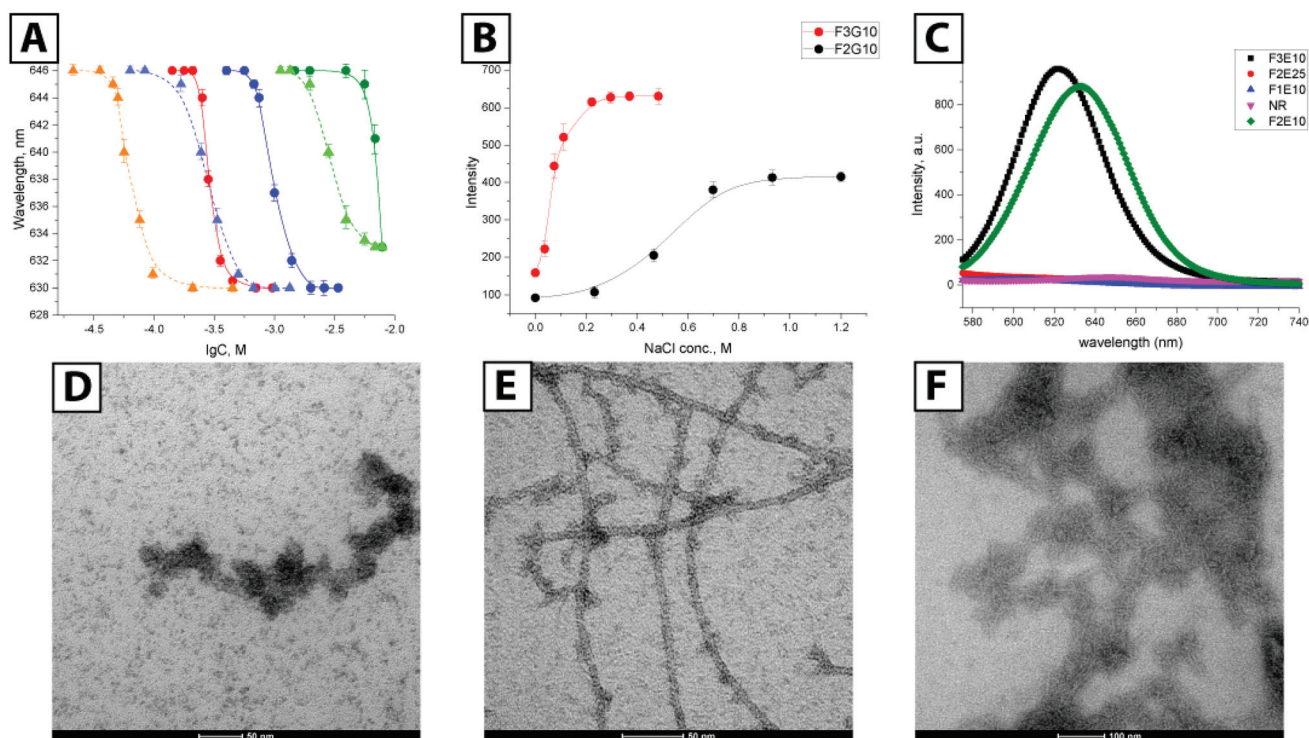 A
Wavelength, nm
646
644
642
640
638
636
634
632
630
628
-4.5
-4.0
-3.5
-3.0
-2.5
-2.0
lgC, M
B
F3G10
F2G10
Intensity
700
600
500
400
300
200
100
0.0
0.2
0.4
0.6
0.8
1.0
1.2
NaCl conc., M
C
F3E10
F2E25
F1E10
NR
F2E10
Intensity, a.u.
800
600
400
200
0
580
600
620
640
660
680
700
720
740
wavelength (nm)
D
50 nm
E
50 nm
F
100 nm